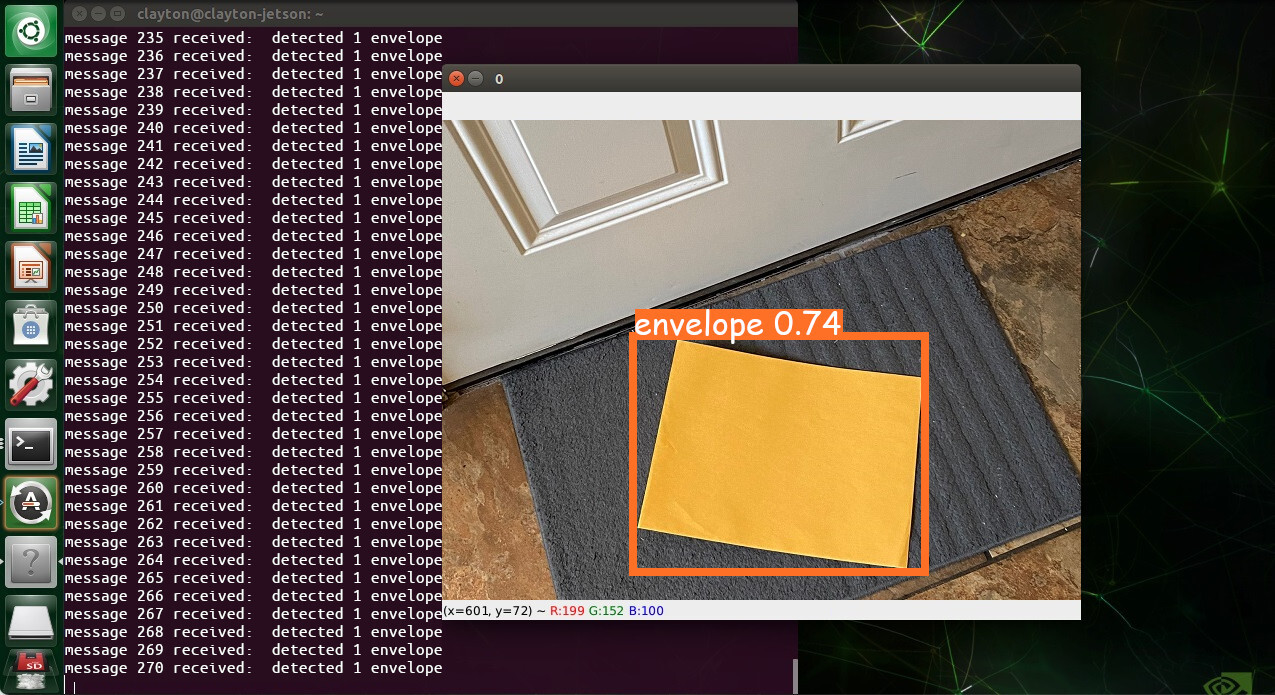 clayton@clayton-jetson: ~
message 235 received:  detected 1 envelope
message 236 received:  detected 1 envelope
message 237 received:  detected 1 envelope
message 238 received:  detected 1 envelope
message 239 received:  detected 1 envelope
message 240 received:  detected 1 envelope
message 241 received:  detected 1 envelope
message 242 received:  detected 1 envelope
message 243 received:  detected 1 envelope
message 244 received:  detected 1 envelope
message 245 received:  detected 1 envelope
message 246 received:  detected 1 envelope
message 247 received:  detected 1 envelope
message 248 received:  detected 1 envelope
message 249 received:  detected 1 envelope
message 250 received:  detected 1 envelope
message 251 received:  detected 1 envelope
message 252 received:  detected 1 envelope
message 253 received:  detected 1 envelope
message 254 received:  detected 1 envelope
message 255 received:  detected 1 envelope
message 256 received:  detected 1 envelope
message 257 received:  detected 1 envelope
message 258 received:  detected 1 envelope
message 259 received:  detected 1 envelope
message 260 received:  detected 1 envelope
message 261 received:  detected 1 envelope
message 262 received:  detected 1 envelope
message 263 received:  detected 1 envelope
message 264 received:  detected 1 envelope
message 265 received:  detected 1 envelope
message 266 received:  detected 1 envelope
message 267 received:  detected 1 envelope
message 268 received:  detected 1 envelope
message 269 received:  detected 1 envelope
message 270 received:  detected 1 envelope
0
envelope 0.74
(x=601, y=72) ~ R:199 G:152 B:100
SD